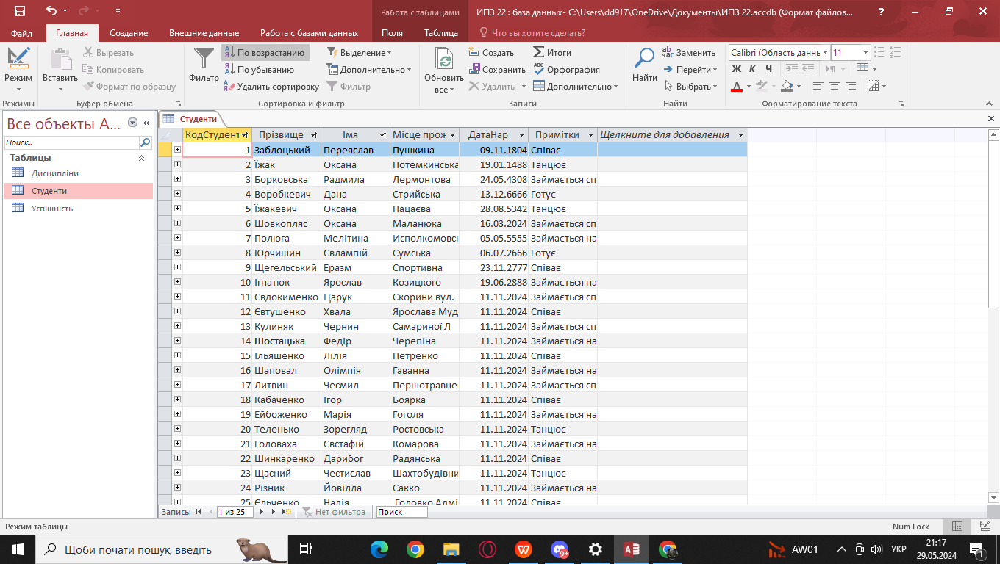 Работа с таблицами
ИПЗ 22 : база данных- C:\Users\dd917\OneDrive\Документы\ИПЗ 22.accdb (Формат файлов...
?
Файл Главная Создание Внешние данные Работа с базами данных Поля Таблица Что вы хотите сделать?
Режим
Вставить
Вырезать
Копировать
Формат по образцу
Фильтр
По возрастанию
По убыванию
Удалить сортировку
Выделение
Дополнительно
Фильтр
Обновить
все
Создать
Сохранить
Удалить
Итоги
Орфография
Дополнительно
Найти
Заменить
Перейти
Выбрать
Calibri (Область данн 11
Ж К Ч
Режимы Буфер обмена Сортировка и фильтр Записи Найти Форматирование текста
Все объекты A...
Поиск...
Таблицы
Дисципліни
Студенти
Успішність
Студенти
КодСтудент Прізвище Імя Місце прож ДатаНар Примітки Щелкните для добавления
1 Заблоцький Переяслав Пушкина 09.11.1804 Співає
2 Їжак Оксана Потемкинська 19.01.1488 Танцює
3 Борковська Радмила Лермонтова 24.05.4308 Займається сп
4 Воробкевич Дана Стрийська 13.12.6666 Готує
5 Їжакевич Оксана Пацаєва 28.08.5342 Танцює
6 Шовкопляс Оксана Маланюка 16.03.2024 Займається сп
7 Полюга Мелітина Исполкомовсн 05.05.5555 Займається на
8 Юрчишин Євлампій Сумська 06.07.2666 Готує
9 Щегельський Еразм Спортивна 23.11.2777 Співає
10 Ігнатюк Ярослав Козицкого 19.06.2888 Займається на
11 Євдокименко Царук Скорини вул. 11.11.2024 Займається сп
12 Євтушенко Хвала Ярослава Муд 11.11.2024 Співає
13 Кулиняк Чернин Самариної Л 11.11.2024 Займається сп
14 Шостацька Федір Черепіна 11.11.2024 Займається на
15 Ільяшенко Лілія Петренко 11.11.2024 Співає
16 Шаповал Олімпія Гаванна 11.11.2024 Займається на
17 Литвин Чесмил Першотравне 11.11.2024 Займається сп
18 Кабаченко Ігор Боярка 11.11.2024 Співає
19 Ейбоженко Марія Гоголя 11.11.2024 Займається на
20 Теленько Зорегляд Ростовська 11.11.2024 Танцює
21 Головаха Євстафій Комарова 11.11.2024 Займається на
22 Шинкаренко Дарибог Радянська 11.11.2024 Співає
23 Щасний Честислав Шахтобудівни 11.11.2024 Танцює
24 Різник Йовілла Сакко 11.11.2024 Займається на
25 Єльченко Надія Головко Адмі 11.11.2024 Співає
Запись: 1 из 25 Нет фильтра Поиск
Режим таблицы Num Lock
Щоби почати пошук, введіть 9+ AW01 УКР 21:17
29.05.2024 1